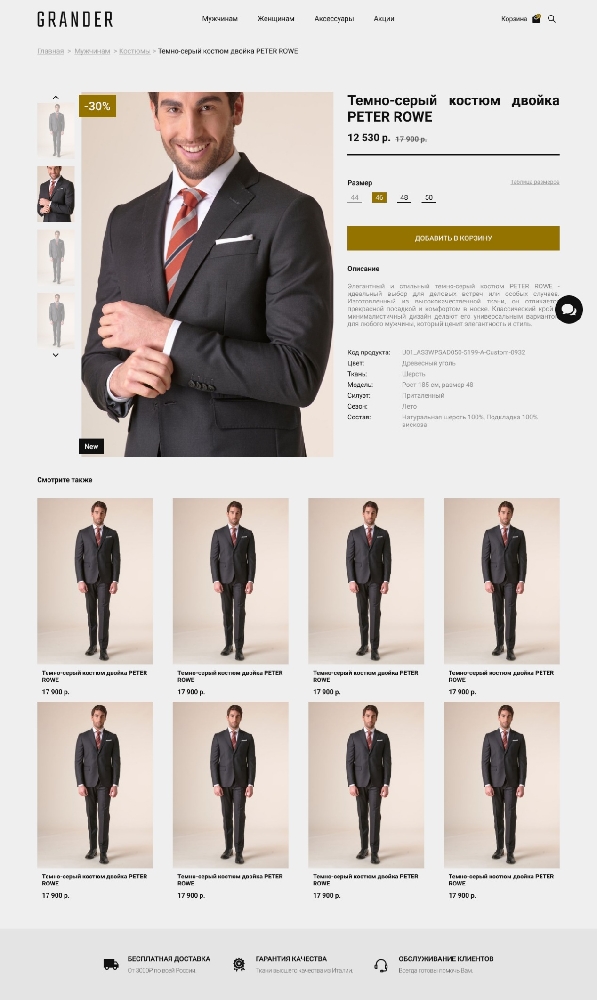 GRANDER
Мужчинам
Женщинам
Аксессуары
Акции
Корзина
Главная > Мужчинам > Костюмы > Темно-серый костюм двойка PETER ROWE
-30%
New
Темно-серый костюм двойка
PETER ROWE
12 530 р. 17 900 р.
Размер
Таблица размеров
44 46 48 50
ДОБАВИТЬ В КОРЗИНУ
Описание
Элегантный и стильный темно-серый костюм PETER ROWE -
идеальный выбор для деловых встреч или особых случаев.
Изготовленный из высококачественной ткани, он отличается
прекрасной посадкой и комфортом в носке. Классический крой
минималистичный дизайн делают его универсальным вариантом
для любого мужчины, который ценит элегантность и стиль.
Код продукта: U01_AS3WPSAD050-5199-A-Custom-0932
Цвет: Древесный уголь
Ткань: Шерсть
Модель: Рост 185 см, размер 48
Силуэт: Приталенный
Сезон: Лето
Состав: Натуральная шерсть 100%, Подкладка 100%
вискоза
Смотрите также
Темно-серый костюм двойка PETER
ROWE
17 900 р.
Темно-серый костюм двойка PETER
ROWE
17 900 р.
Темно-серый костюм двойка PETER
ROWE
17 900 р.
Темно-серый костюм двойка PETER
ROWE
17 900 р.
Темно-серый костюм двойка PETER
ROWE
17 900 р.
Темно-серый костюм двойка PETER
ROWE
17 900 р.
Темно-серый костюм двойка PETER
ROWE
17 900 р.
Темно-серый костюм двойка PETER
ROWE
17 900 р.
БЕСПЛАТНАЯ ДОСТАВКА
От 3000₽ по всей России.
ГАРАНТИЯ КАЧЕСТВА
Ткани высшего качества из Италии.
ОБСЛУЖИВАНИЕ КЛИЕНТОВ
Всегда готовы помочь Вам.